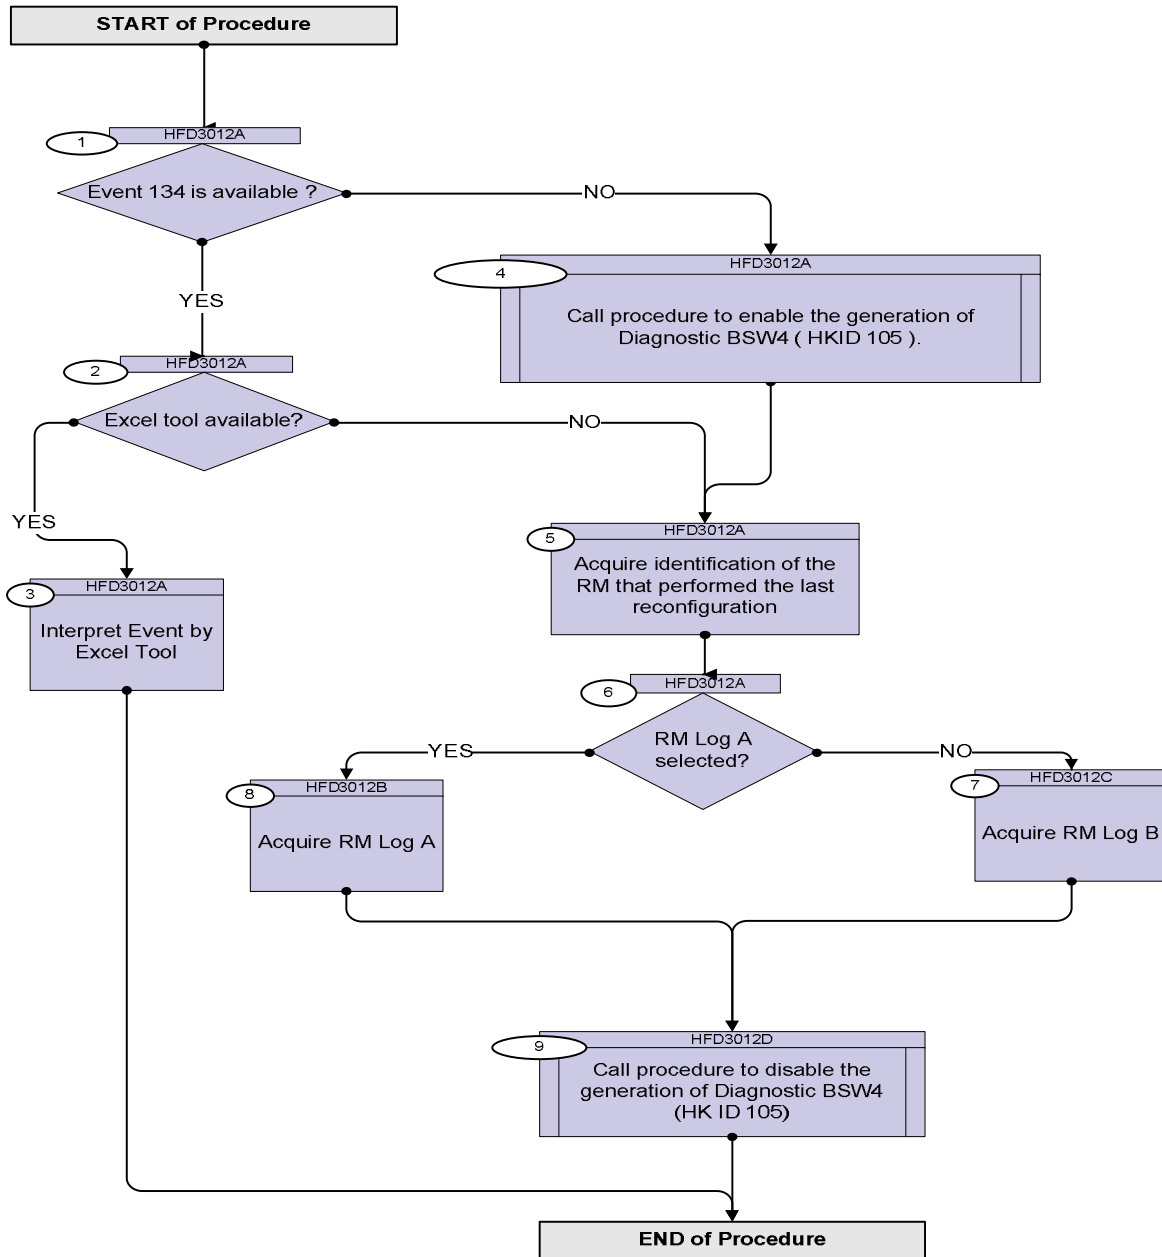 START of Procedure
HFD3012A
1
Event 134 is available ?
NO
YES
HFD3012A
4
Call procedure to enable the generation of
Diagnostic BSW4 ( HKID 105 ).
HFD3012A
2
Excel tool available?
NO
YES
HFD3012A
3
Interpret Event by
Excel Tool
HFD3012A
5
Acquire identification of the
RM that performed the last
reconfiguration
HFD3012A
6
RM Log A
selected?
YES
NO
HFD3012B
8
Acquire RM Log A
HFD3012C
7
Acquire RM Log B
HFD3012D
9
Call procedure to disable the
generation of Diagnostic BSW4
(HK ID 105)
END of Procedure